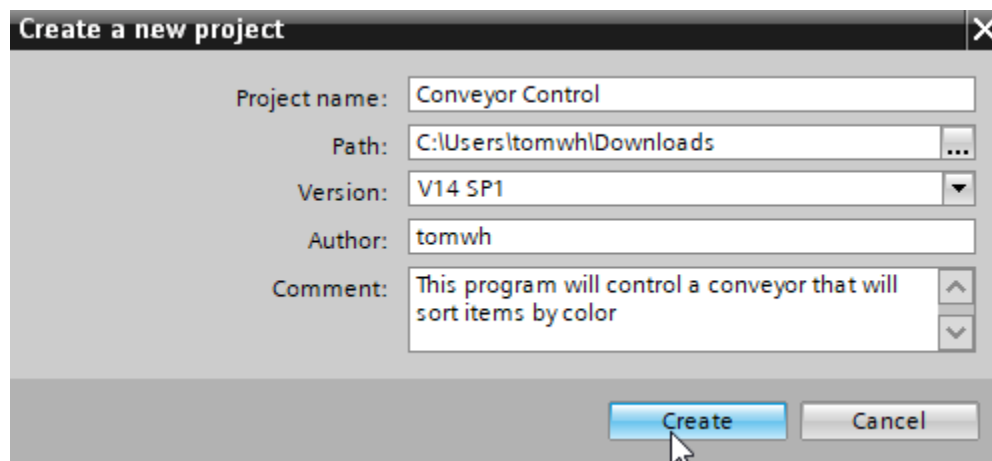 Create a new project
Project name: Conveyor Control
Path: C:\Users\tomwh\Downloads ...
Version: V14 SP1
Author: tomwh
Comment: This program will control a conveyor that will
sort items by color
Create Cancel